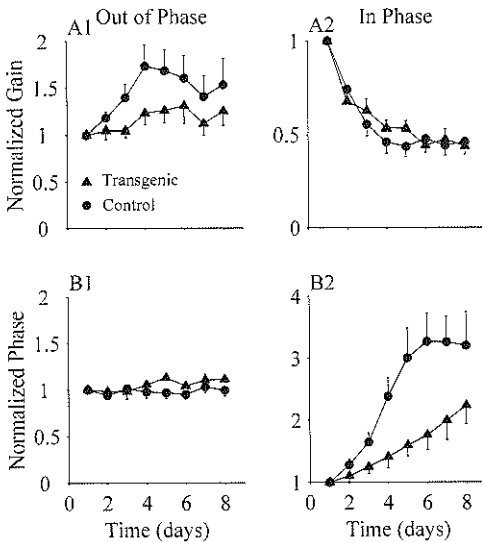 Out of Phase
In Phase
A1
A2
Normalized Gain
2
1.5
1
0.5
0
1
0.5
0
Transgenic
Control
B1
B2
Normalized Phase
2
1.5
1
0.5
0
4
3
2
1
0 2 4 6 8
0 2 4 6 8
Time (days)
Time (days)